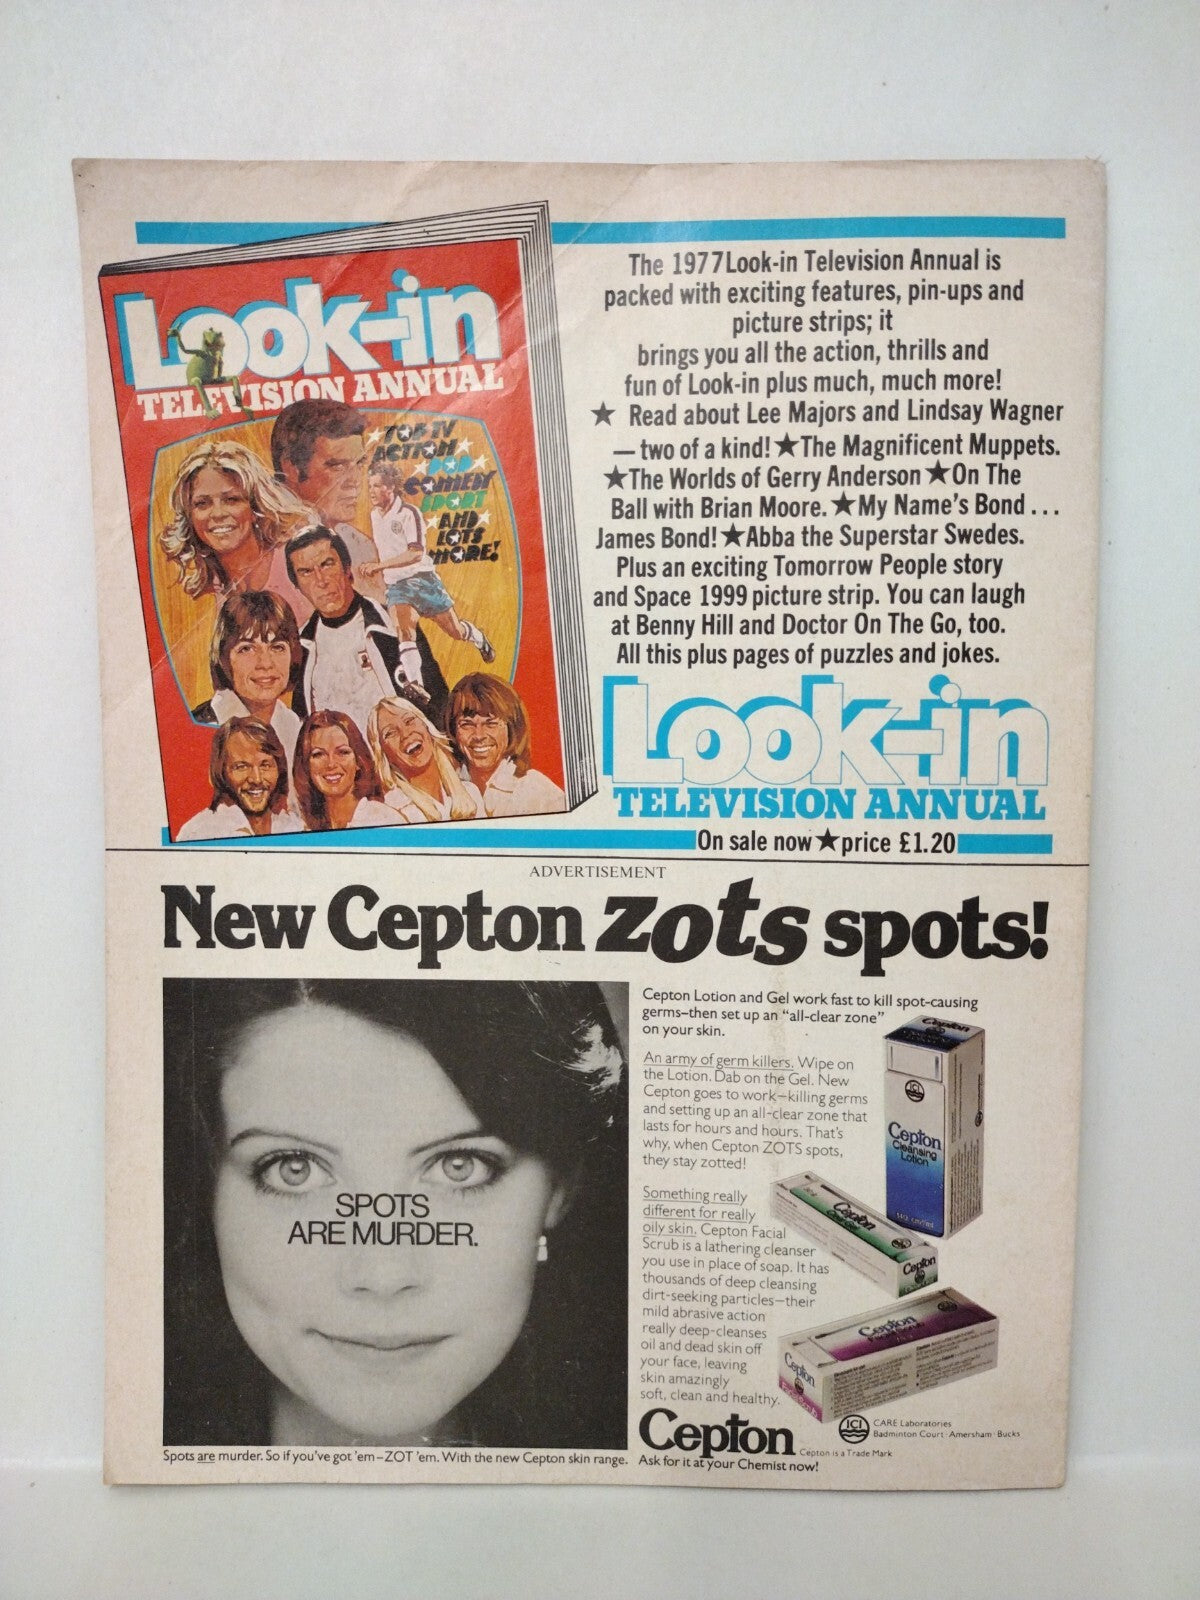 Look-in
TELEVISION ANNUAL
TOP TV
ACTION
POP
COMEDY
SPORT
AND
LOTS
MORE!
The 1977 Look-in Television Annual is
packed with exciting features, pin-ups and
picture strips; it
brings you all the action, thrills and
fun of Look-in plus much, much more!
★ Read about Lee Majors and Lindsay Wagner
— two of a kind! ★The Magnificent Muppets.
★The Worlds of Gerry Anderson ★On The
Ball with Brian Moore. ★My Name's Bond ...
James Bond! ★Abba the Superstar Swedes.
Plus an exciting Tomorrow People story
and Space 1999 picture strip. You can laugh
at Benny Hill and Doctor On The Go, too.
All this plus pages of puzzles and jokes.
Look-in
TELEVISION ANNUAL
On sale now ★ price £1.20
ADVERTISEMENT
New Cepton zots spots!
SPOTS
ARE MURDER.
Spots are murder. So if you've got 'em–ZOT 'em. With the new Cepton skin range.
Cepton Lotion and Gel work fast to kill spot-causing
germs–then set up an "all-clear zone"
on your skin.
An army of germ killers. Wipe on
the Lotion. Dab on the Gel. New
Cepton goes to work–killing germs
and setting up an all-clear zone that
lasts for hours and hours. That's
why, when Cepton ZOTS spots,
they stay zotted!
Something really
different for really
oily skin. Cepton Facial
Scrub is a lathering cleanser
you use in place of soap. It has
thousands of deep cleansing
dirt-seeking particles–their
mild abrasive action
really deep-cleanses
oil and dead skin off
your face, leaving
skin amazingly
soft, clean and healthy.
Cepton
ICI
Cepton
Cleansing
Lotion
Cepton
Cepton
Cepton
Facial Scrub
Cepton
Facial Scrub
Cepton
ICI
CARE Laboratories
Badminton Court · Amersham · Bucks
Cepton is a Trade Mark
Ask for it at your Chemist now!